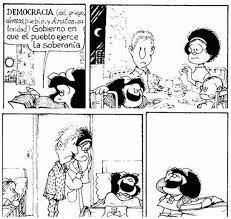 DEMOCRACIA (del griego,
demos, pueblo, y kratos, au-
toridad) Gobierno en
que el pueblo ejerce
la soberanía